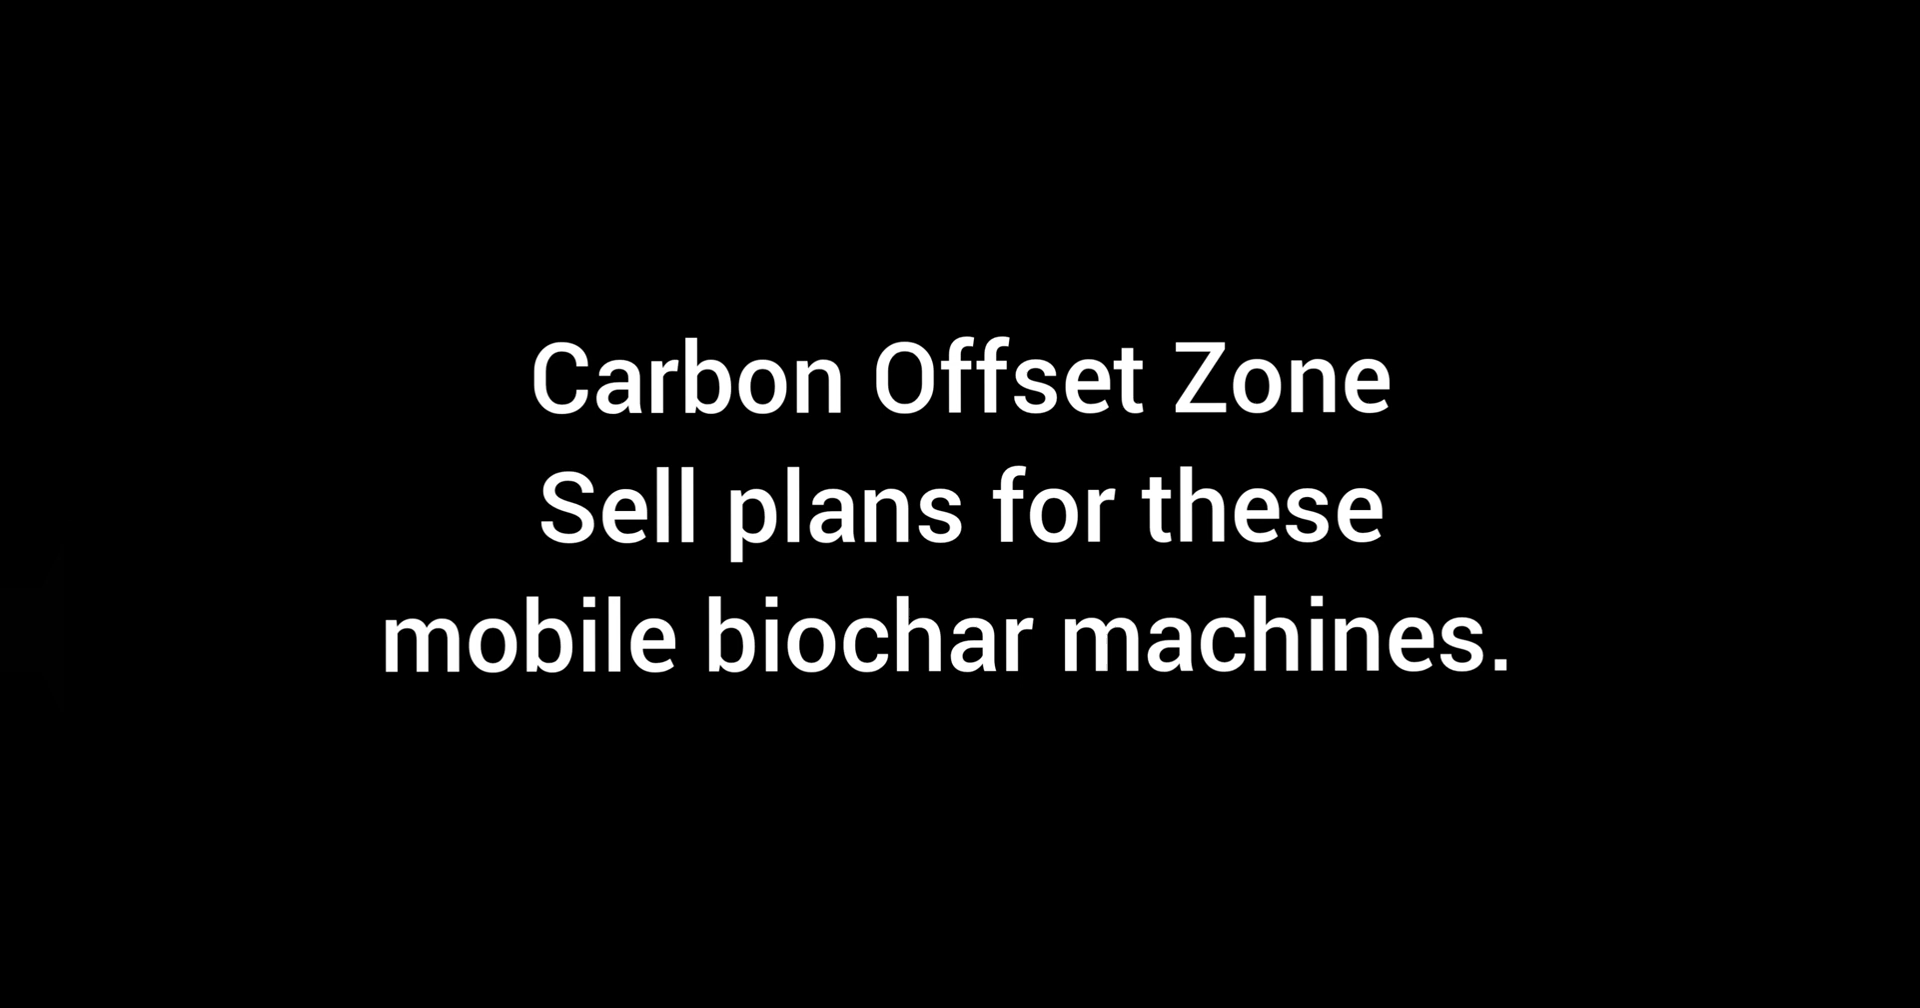 Carbon Offset Zone
Sell plans for these
mobile biochar machines.